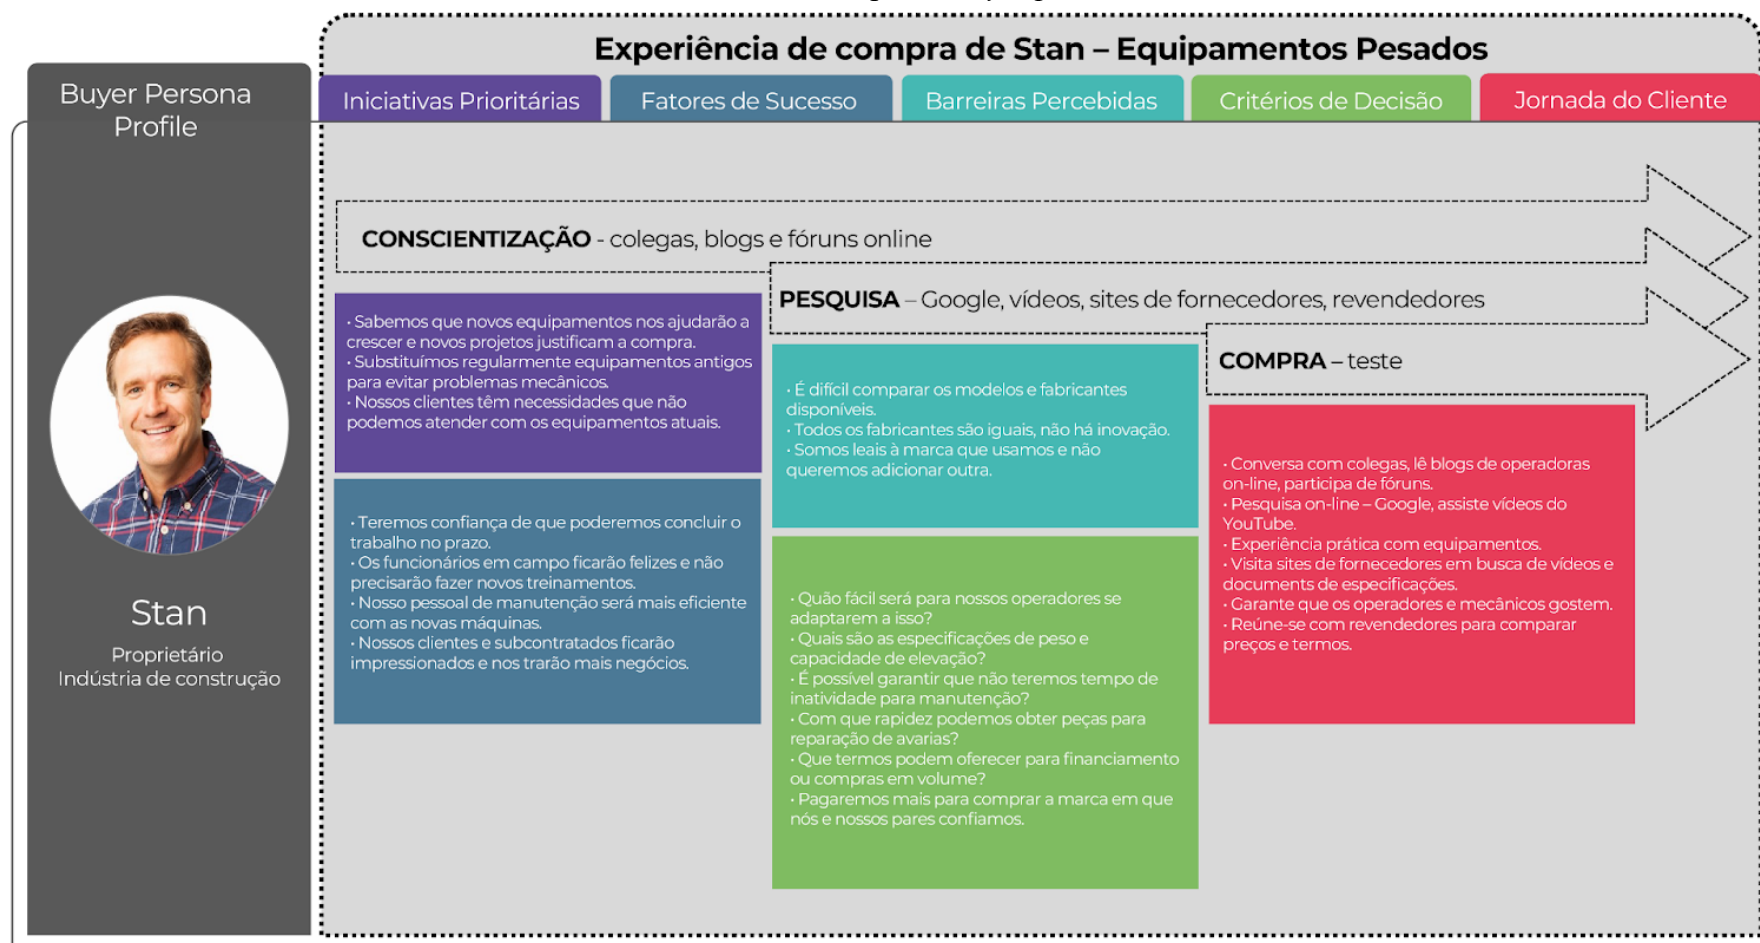 Experiência de compra de Stan – Equipamentos Pesados
Buyer Persona
Profile
Iniciativas Prioritárias
Fatores de Sucesso
Barreiras Percebidas
Critérios de Decisão
Jornada do Cliente
CONSCIENTIZAÇÃO - colegas, blogs e fóruns online
PESQUISA – Google, vídeos, sites de fornecedores, revendedores
COMPRA – teste
• Sabemos que novos equipamentos nos ajudarão a
crescer e novos projetos justificam a compra.
• Substituímos regularmente equipamentos antigos
para evitar problemas mecânicos.
• Nossos clientes têm necessidades que não
podemos atender com os equipamentos atuais.
• Teremos confiança de que poderemos concluir o
trabalho no prazo.
• Os funcionários em campo ficarão felizes e não
precisarão fazer novos treinamentos.
• Nosso pessoal de manutenção será mais eficiente
com as novas máquinas.
• Nossos clientes e subcontratados ficarão
impressionados e nos trarão mais negócios.
• É difícil comparar os modelos e fabricantes
disponíveis.
• Todos os fabricantes são iguais, não há inovação.
• Somos leais à marca que usamos e não
queremos adicionar outra.
• Quão fácil será para nossos operadores se
adaptarem a isso?
• Quais são as especificações de peso e
capacidade de elevação?
• É possível garantir que não teremos tempo de
inatividade para manutenção?
• Com que rapidez podemos obter peças para
reparação de avarias?
• Que termos podem oferecer para financiamento
ou compras em volume?
• Pagaremos mais para comprar a marca em que
nós e nossos pares confiamos.
• Conversa com colegas, lê blogs de operadoras
on-line, participa de fóruns.
• Pesquisa on-line – Google, assiste vídeos do
YouTube.
• Experiência prática com equipamentos.
• Visita sites de fornecedores em busca de vídeos e
documents de especificações.
• Garante que os operadores e mecânicos gostem.
• Reúne-se com revendedores para comparar
preços e termos.
Stan
Proprietário
Indústria de construção